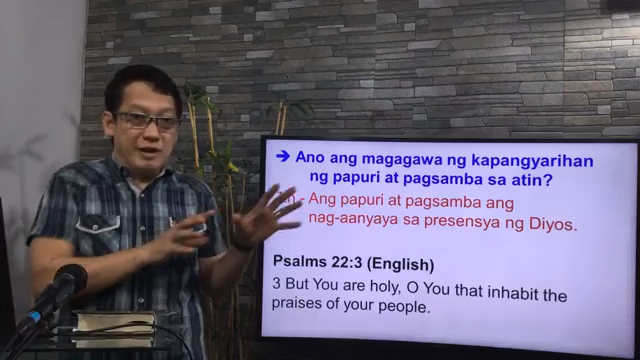 ➔ Ano ang magagawa ng kapangyarihan
ng papuri at pagsamba sa atin?
- Ang papuri at pagsamba ang
nag-aanyaya sa presensya ng Diyos.
Psalms 22:3 (English)
3 But You are holy, O You that inhabit the
praises of your people.